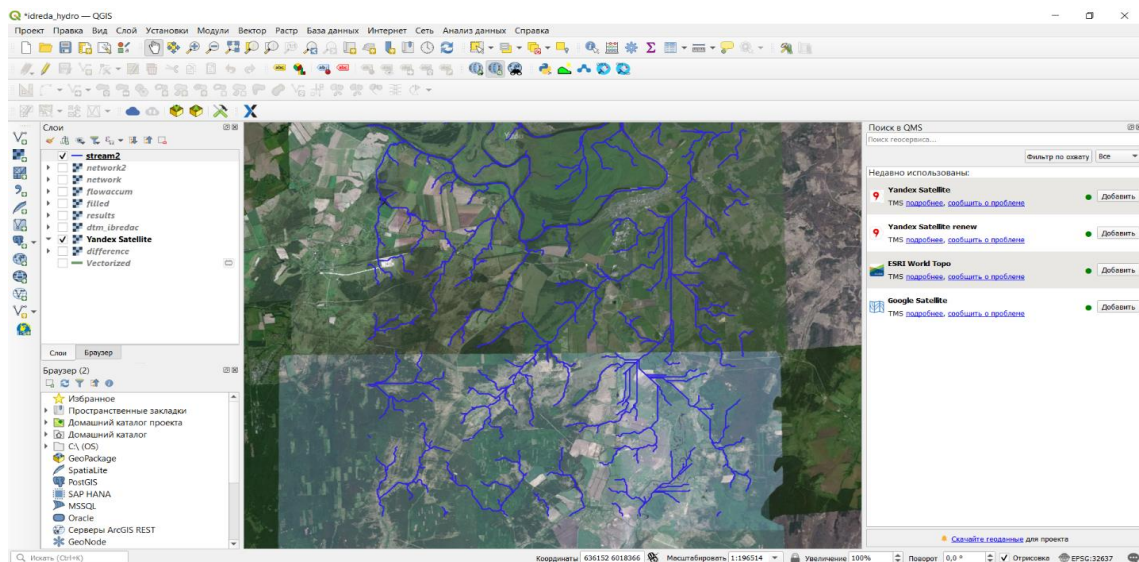 *idreda_hydro — QGIS
Проект Правка Вид Слой Установки Модули Вектор Растр База данных Интернет Сеть Анализ данных Справка
Слои
stream2
network2
network
flowaccum
filled
results
dtm_ibredac
Yandex Satellite
difference
Vectorized
Слои Браузер
Браузер (2)
Избранное
Пространственные закладки
Домашний каталог проекта
Домашний каталог
C:\ (OS)
GeoPackage
SpatiaLite
PostGIS
SAP HANA
MSSQL
Oracle
Серверы ArcGIS REST
GeoNode
Поиск в QMS
Поиск геосервиса...
Фильтр по охвату Все
Недавно использованы:
Yandex Satellite
TMS подробнее, сообщить о проблеме Добавить
Yandex Satellite renew
TMS подробнее, сообщить о проблеме Добавить
ESRI World Topo
TMS подробнее, сообщить о проблеме Добавить
Google Satellite
TMS подробнее, сообщить о проблеме Добавить
Скачайте геоданные для проекта
Искать (Ctrl+K) Координаты 636152 6018366 Масштабировать 1:196514 Увеличение 100% Поворот 0,0 ° Отрисовка EPSG:32637